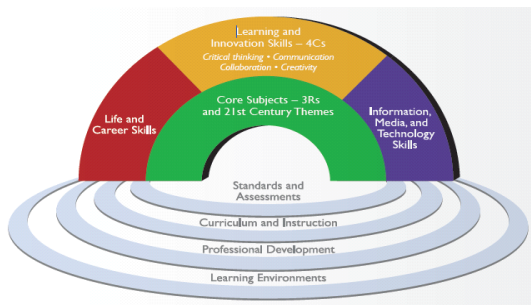 Learning and
Innovation Skills – 4Cs
Critical thinking • Communication
Collaboration • Creativity
Core Subjects – 3Rs
and 21st Century Themes
Life and
Career Skills
Information,
Media, and
Technology
Skills
Standards and
Assessments
Curriculum and Instruction
Professional Development
Learning Environments